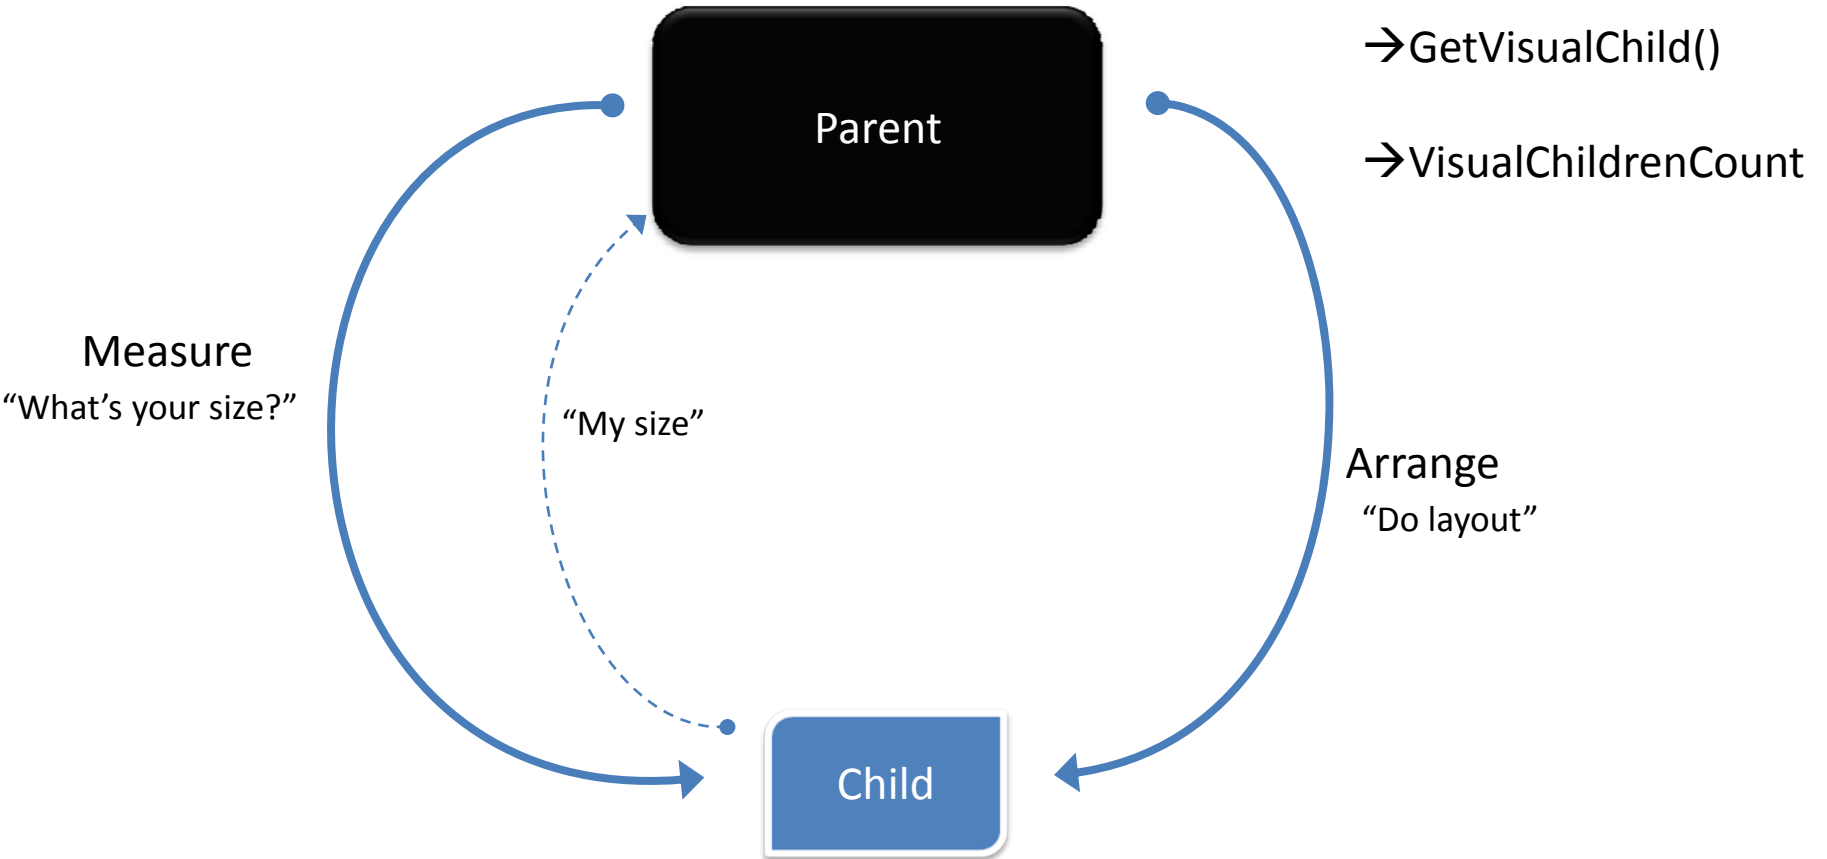 →GetVisualChild()
Parent
→VisualChildrenCount
Measure
“What’s your size?”
“My size”
Arrange
“Do layout”
Child